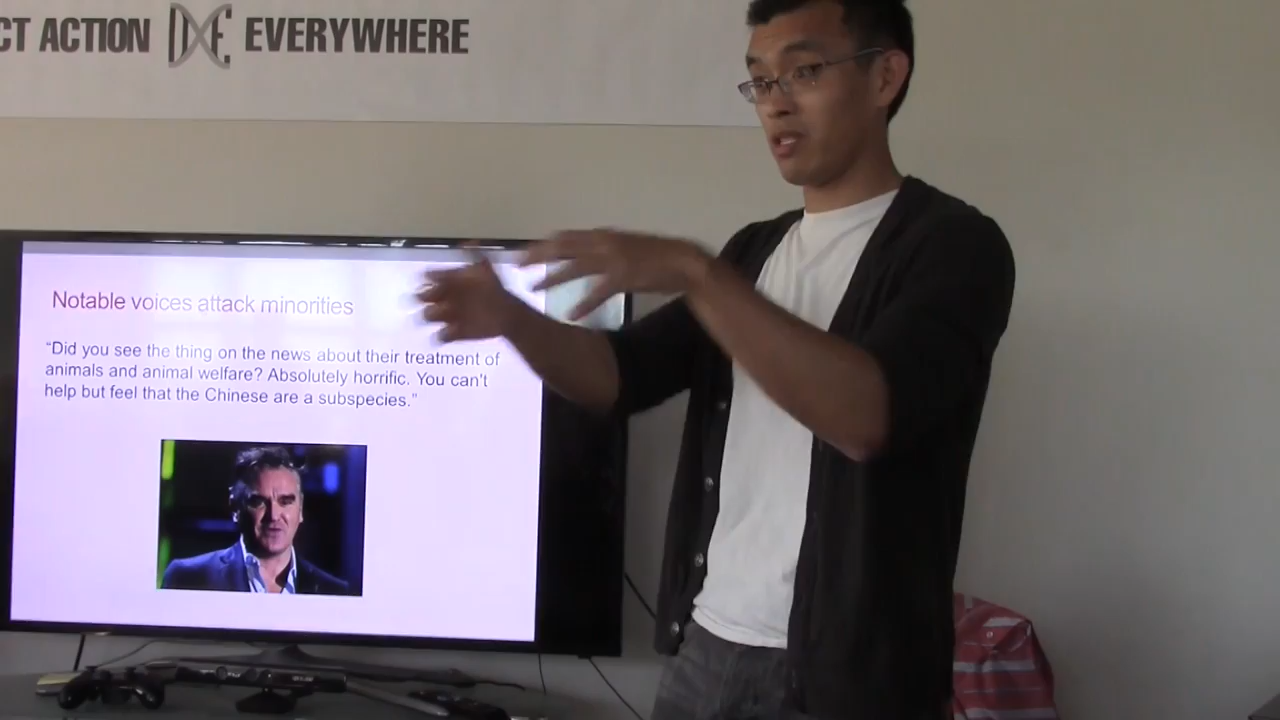 CT ACTION DXE EVERYWHERE
Notable voices attack minorities
“Did you see the thing on the news about their treatment of
animals and animal welfare? Absolutely horrific. You can't
help but feel that the Chinese are a subspecies.”